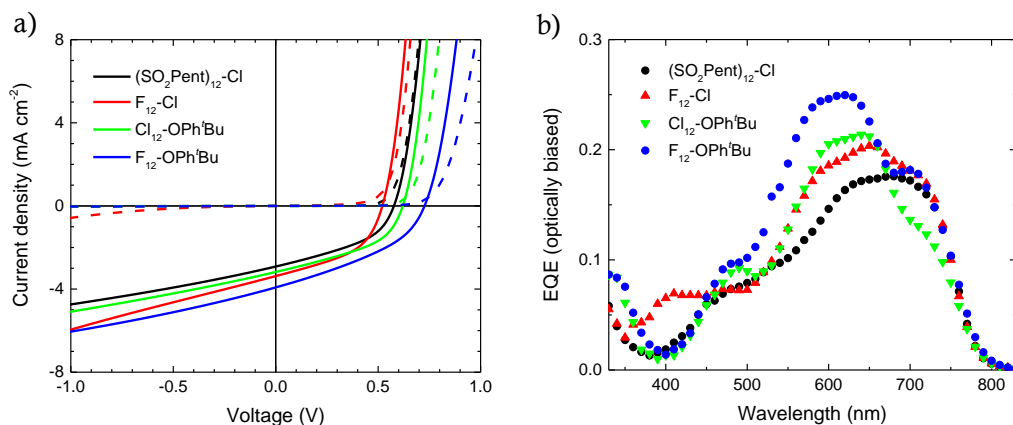 a)
8
4
0
-4
-8
Current density (mA cm⁻²)
(SO₂Pent)₁₂-Cl
F₁₂-Cl
Cl₁₂-OPhᵗBu
F₁₂-OPhᵗBu
-1.0 -0.5 0.0 0.5 1.0
Voltage (V)
b)
0.3
0.2
0.1
0.0
EQE (optically biased)
(SO₂Pent)₁₂-Cl
F₁₂-Cl
Cl₁₂-OPhᵗBu
F₁₂-OPhᵗBu
400 500 600 700 800
Wavelength (nm)